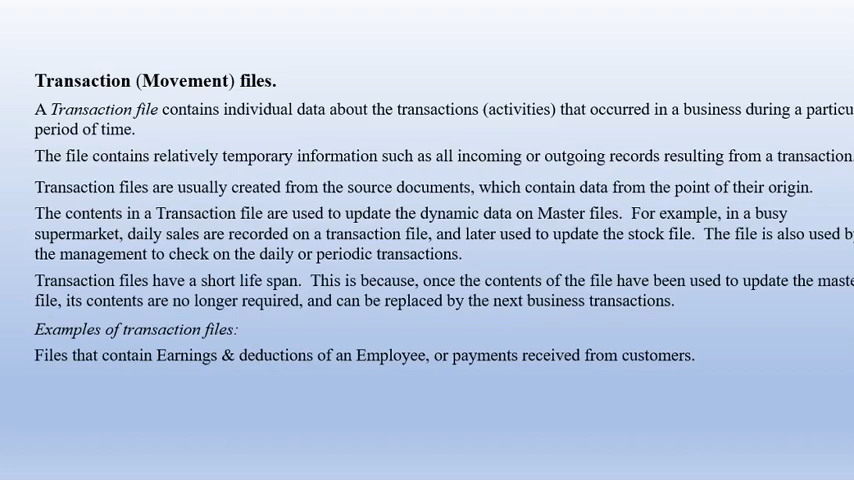 Transaction (Movement) files.
A Transaction file contains individual data about the transactions (activities) that occurred in a business during a particu
period of time.
The file contains relatively temporary information such as all incoming or outgoing records resulting from a transaction.
Transaction files are usually created from the source documents, which contain data from the point of their origin.
The contents in a Transaction file are used to update the dynamic data on Master files.  For example, in a busy
supermarket, daily sales are recorded on a transaction file, and later used to update the stock file.  The file is also used b
the management to check on the daily or periodic transactions.
Transaction files have a short life span.  This is because, once the contents of the file have been used to update the maste
file, its contents are no longer required, and can be replaced by the next business transactions.
Examples of transaction files:
Files that contain Earnings & deductions of an Employee, or payments received from customers.